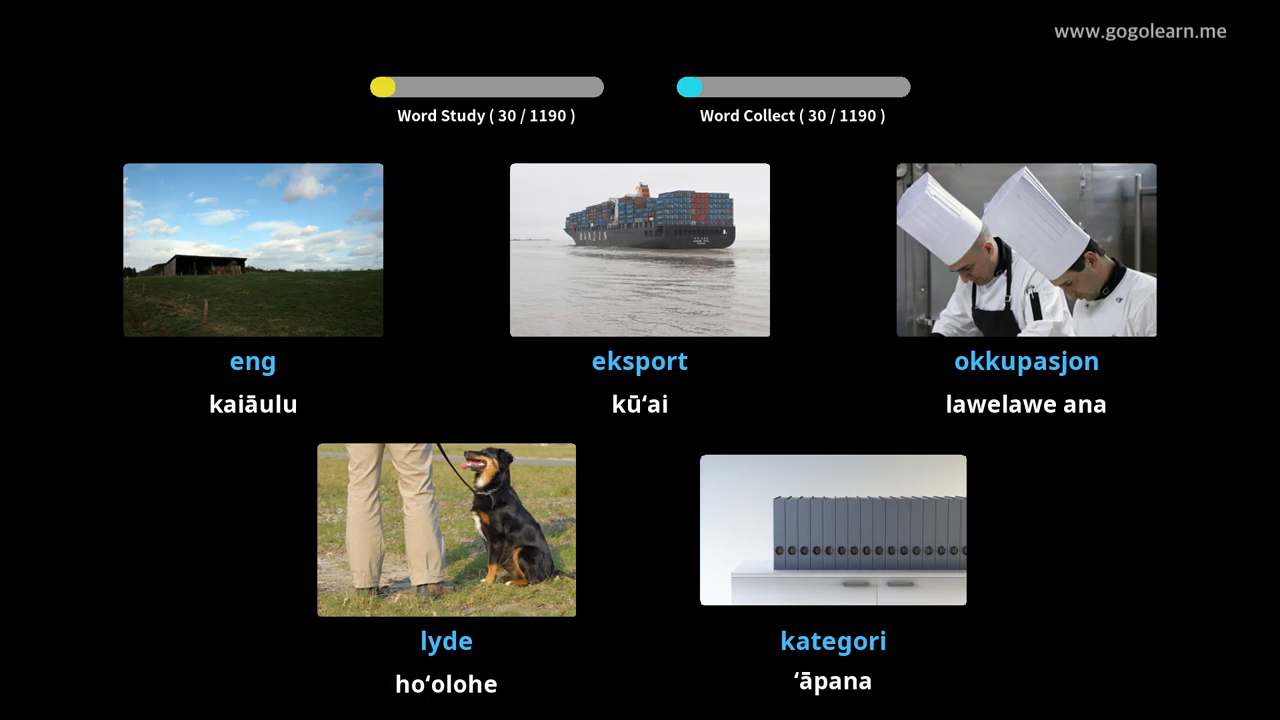 www.gogolearn.me
Word Study ( 30 / 1190 )
Word Collect ( 30 / 1190 )
HANJIN
eng
eksport
okkupasjon
kaiāulu
kūʻai
lawelawe ana
lyde
kategori
hoʻolohe
ʻāpana